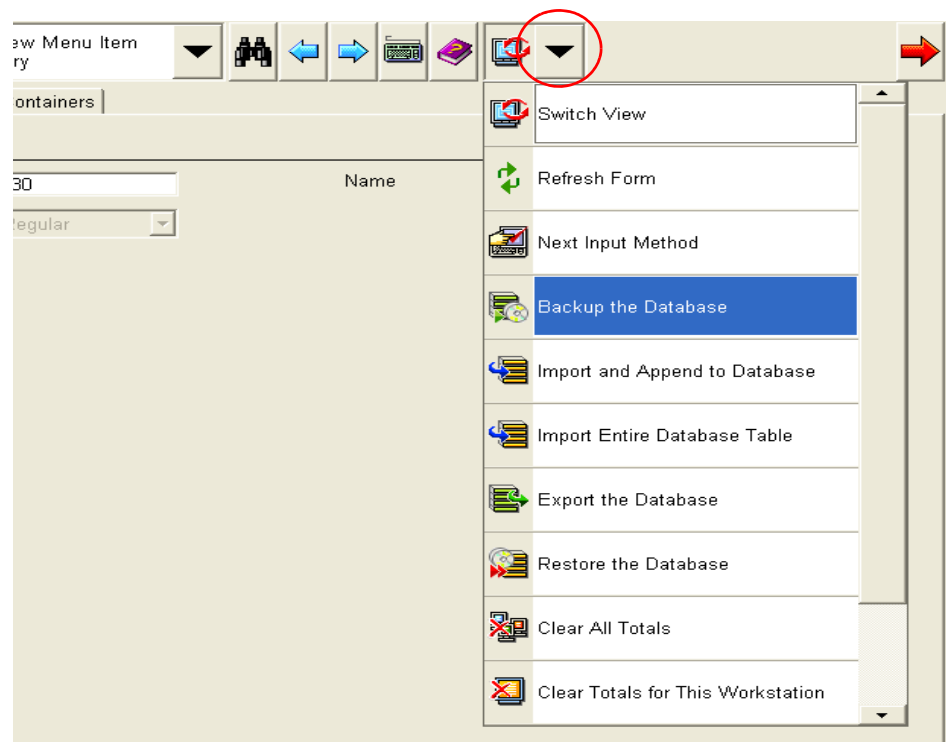 ew Menu Item
ry
ontainers
30
Name
egular
Switch View
Refresh Form
Next Input Method
Backup the Database
Import and Append to Database
Import Entire Database Table
Export the Database
Restore the Database
Clear All Totals
Clear Totals for This Workstation